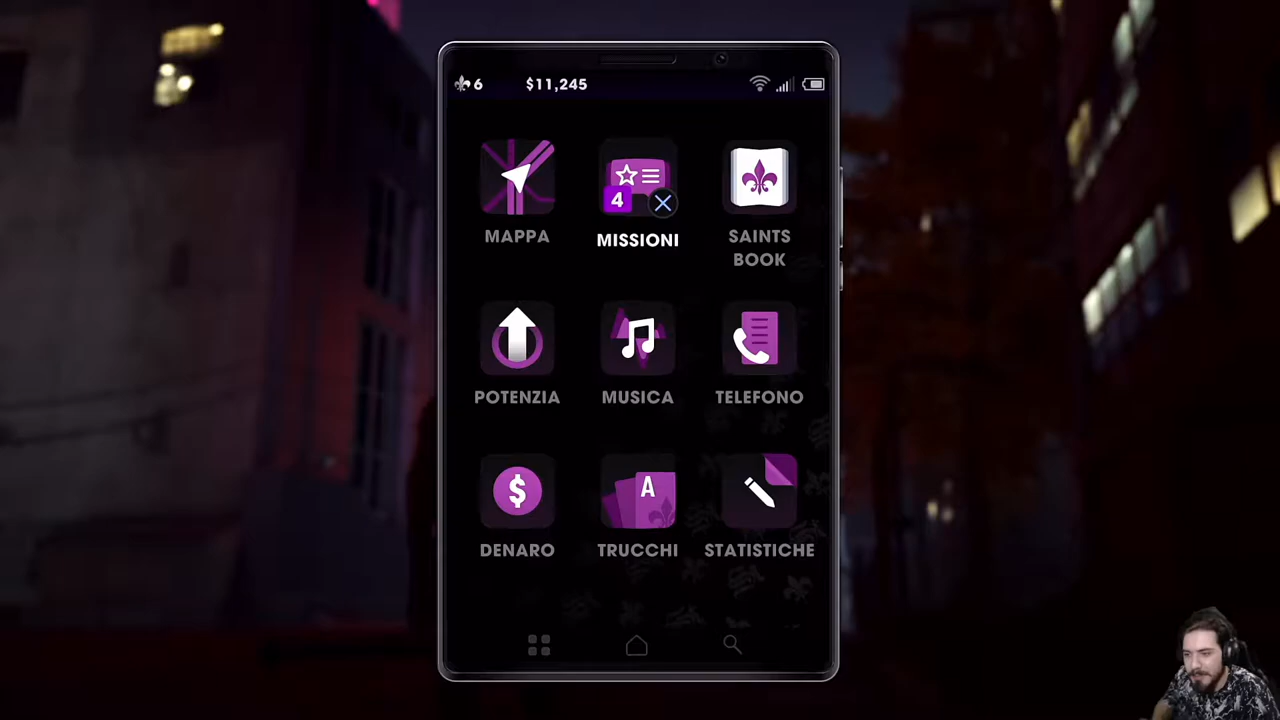 6 $11,245
MAPPA
4
MISSIONI
SAINTS
BOOK
POTENZIA
MUSICA
TELEFONO
$
DENARO
A
TRUCCHI
STATISTICHE